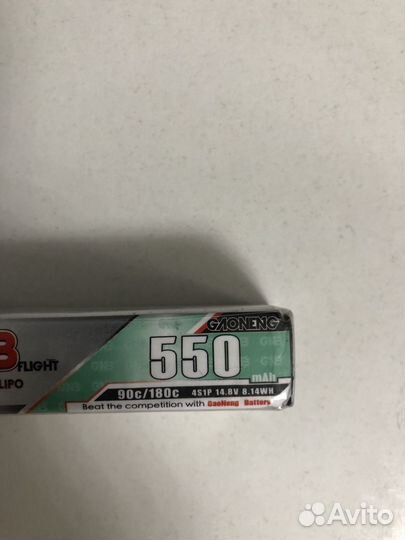 GAONENG
B FLIGHT
550 mAh
LIPO
90c/180c 4S1P 14.8V 8.14WH
Beat the competition with GaoNeng Battery
GNB
Avito